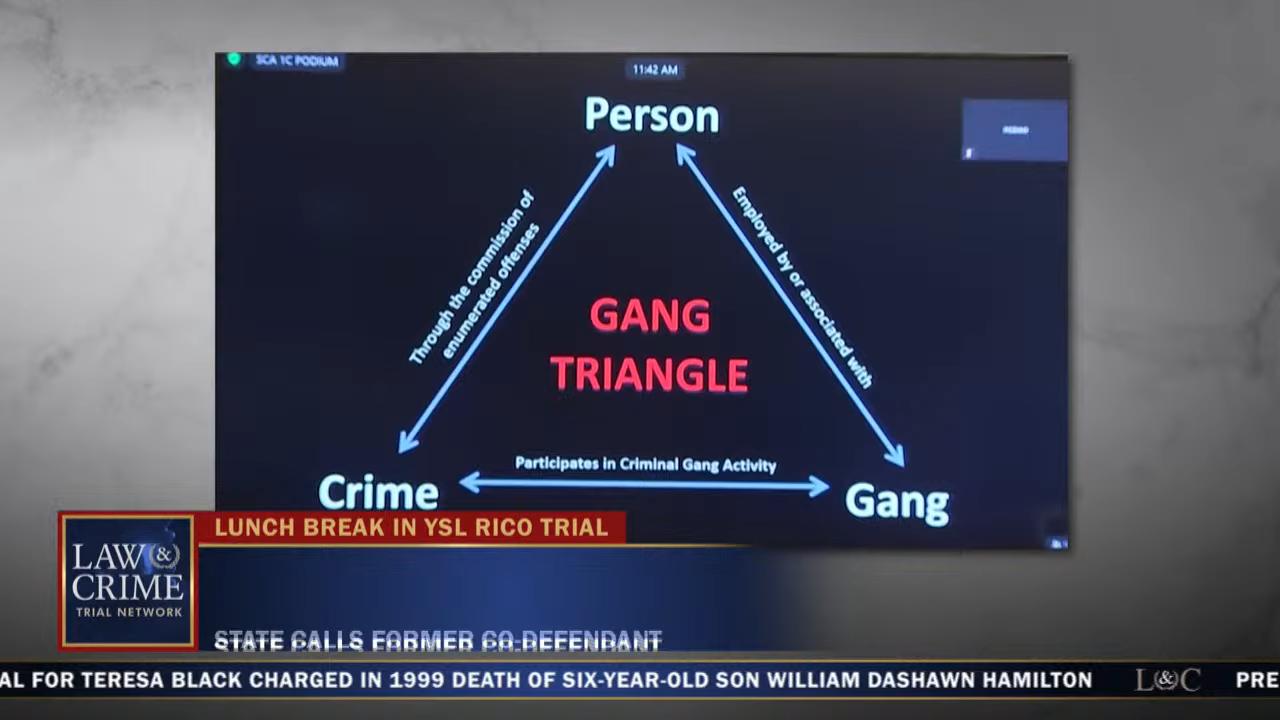 SCA 1C PODIUM
11:42 AM
Person
Through the commission of
enumerated offenses
Employed by or associated with
GANG
TRIANGLE
Participates in Criminal Gang Activity
Crime
Gang
LUNCH BREAK IN YSL RICO TRIAL
LAW &
CRIME
TRIAL NETWORK
STATE CALLS FORMER CO-DEFENDANT
AL FOR TERESA BLACK CHARGED IN 1999 DEATH OF SIX-YEAR-OLD SON WILLIAM DASHAWN HAMILTON
L&C
PRE